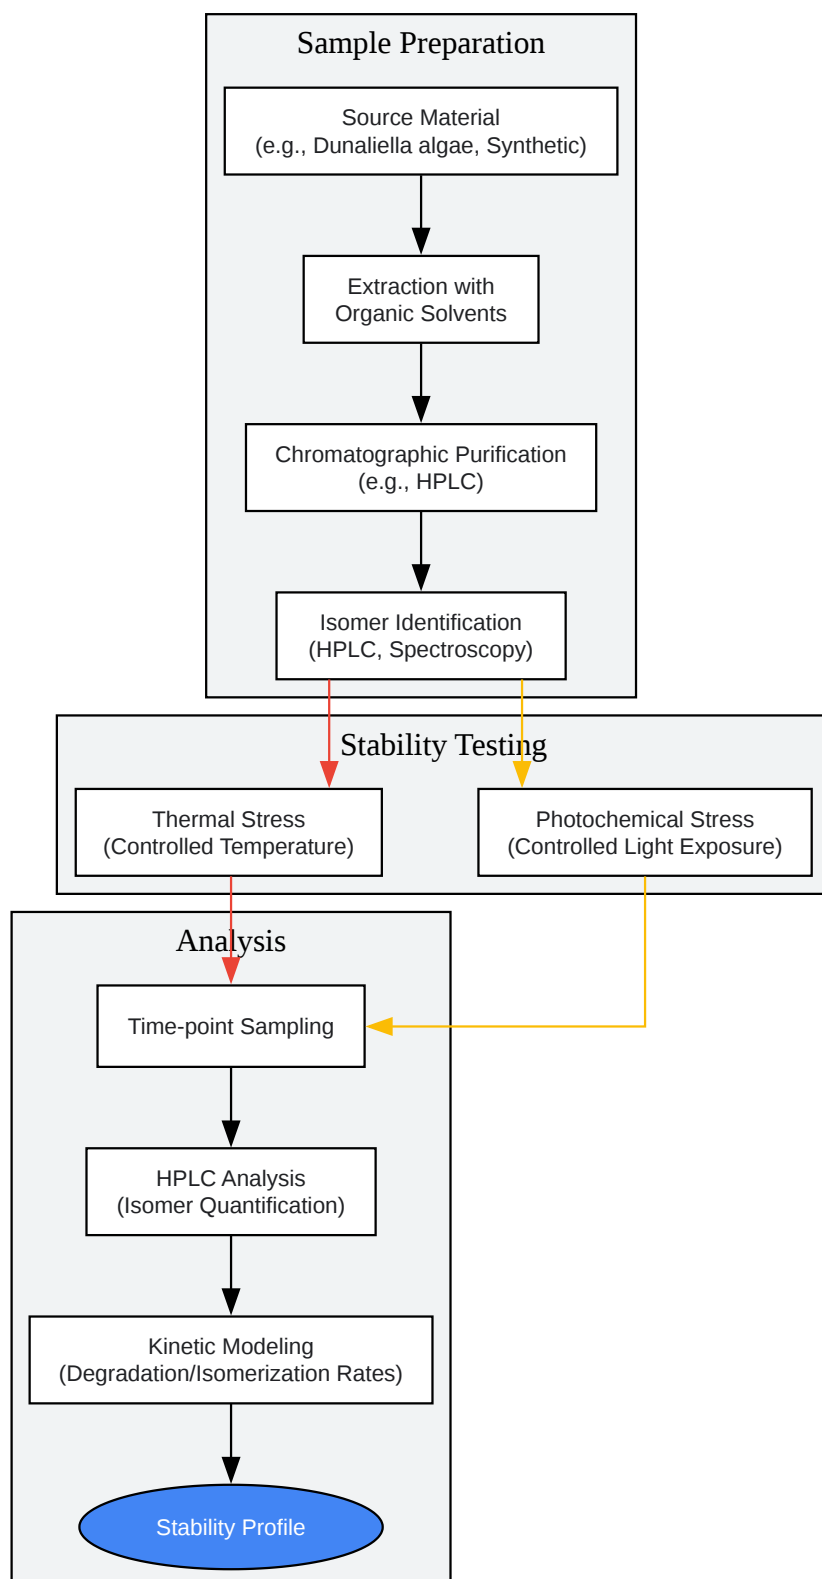 Sample Preparation
Source Material
(e.g., Dunaliella algae, Synthetic)
Extraction with
Organic Solvents
Chromatographic Purification
(e.g., HPLC)
Isomer Identification
(HPLC, Spectroscopy)
Stability Testing
Thermal Stress
(Controlled Temperature)
Photochemical Stress
(Controlled Light Exposure)
Analysis
Time-point Sampling
HPLC Analysis
(Isomer Quantification)
Kinetic Modeling
(Degradation/Isomerization Rates)
Stability Profile